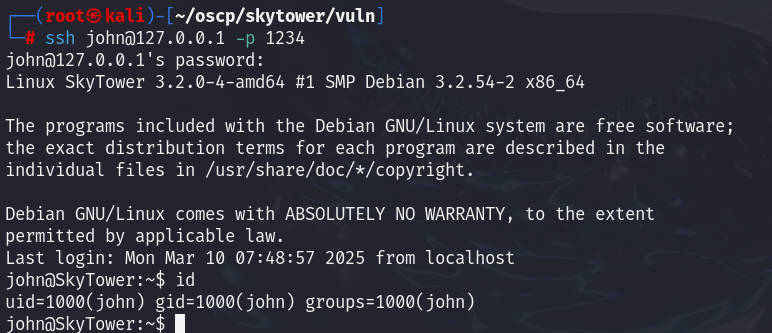 ┌──(root㉿kali)-[~/oscp/skytower/vuln]
└─# ssh john@127.0.0.1 -p 1234
john@127.0.0.1's password:
Linux SkyTower 3.2.0-4-amd64 #1 SMP Debian 3.2.54-2 x86_64

The programs included with the Debian GNU/Linux system are free software;
the exact distribution terms for each program are described in the
individual files in /usr/share/doc/*/copyright.

Debian GNU/Linux comes with ABSOLUTELY NO WARRANTY, to the extent
permitted by applicable law.
Last login: Mon Mar 10 07:48:57 2025 from localhost
john@SkyTower:~$ id
uid=1000(john) gid=1000(john) groups=1000(john)
john@SkyTower:~$